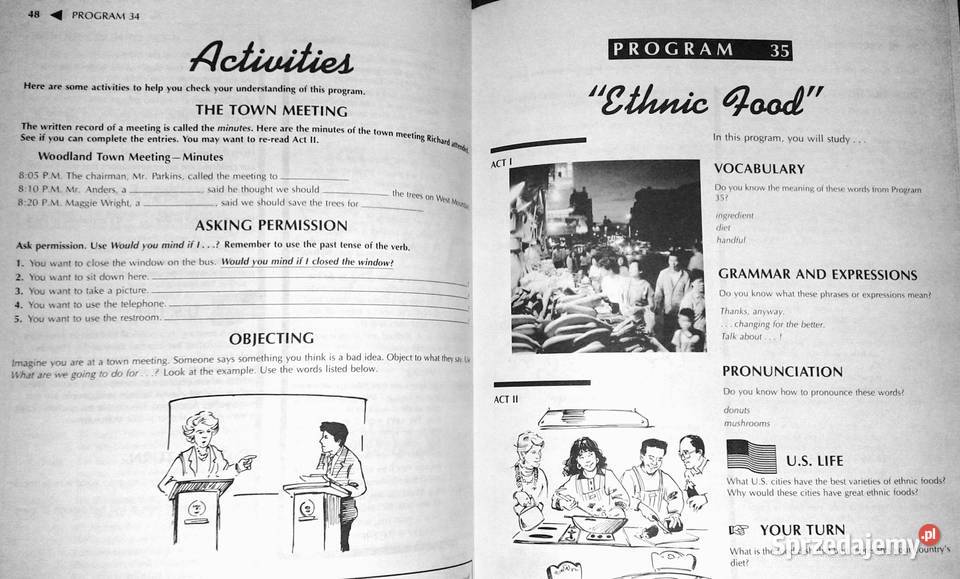 48 ◄ PROGRAM 34
Activities
Here are some activities to help you check your understanding of this program.
THE TOWN MEETING
The written record of a meeting is called the minutes. Here are the minutes of the town meeting Richard attended.
See if you can complete the entries. You may want to re-read Act II.
Woodland Town Meeting—Minutes
8:05 P.M. The chairman, Mr. Parkins, called the meeting to ____________
8:10 P.M. Mr. Anders, a ____________, said he thought we should ____________ the trees on West Mountain
8:20 P.M. Maggie Wright, a ____________, said we should save the trees for ____________
ASKING PERMISSION
Ask permission. Use Would you mind if I . . .? Remember to use the past tense of the verb.
1. You want to close the window on the bus. Would you mind if I closed the window?
2. You want to sit down here. ____________
3. You want to take a picture. ____________
4. You want to use the telephone. ____________
5. You want to use the restroom. ____________
OBJECTING
Imagine you are at a town meeting. Someone says something you think is a bad idea. Object to what they say.
What are we going to do for . . .? Look at the example. Use the words listed below.
PROGRAM 35
"Ethnic Food"
In this program, you will study . . .
ACT I
VOCABULARY
Do you know the meaning of these words from Program
35?
ingredient
diet
handful
GRAMMAR AND EXPRESSIONS
Do you know what these phrases or expressions mean?
Thanks, anyway.
. . . changing for the better.
Talk about . . . !
PRONUNCIATION
Do you know how to pronounce these words?
donuts
mushrooms
ACT II
U.S. LIFE
What U.S. cities have the best varieties of ethnic foods?
Why would these cities have great ethnic foods?
☞ YOUR TURN
What is the country's
diet?
Sprzedajemy.pl